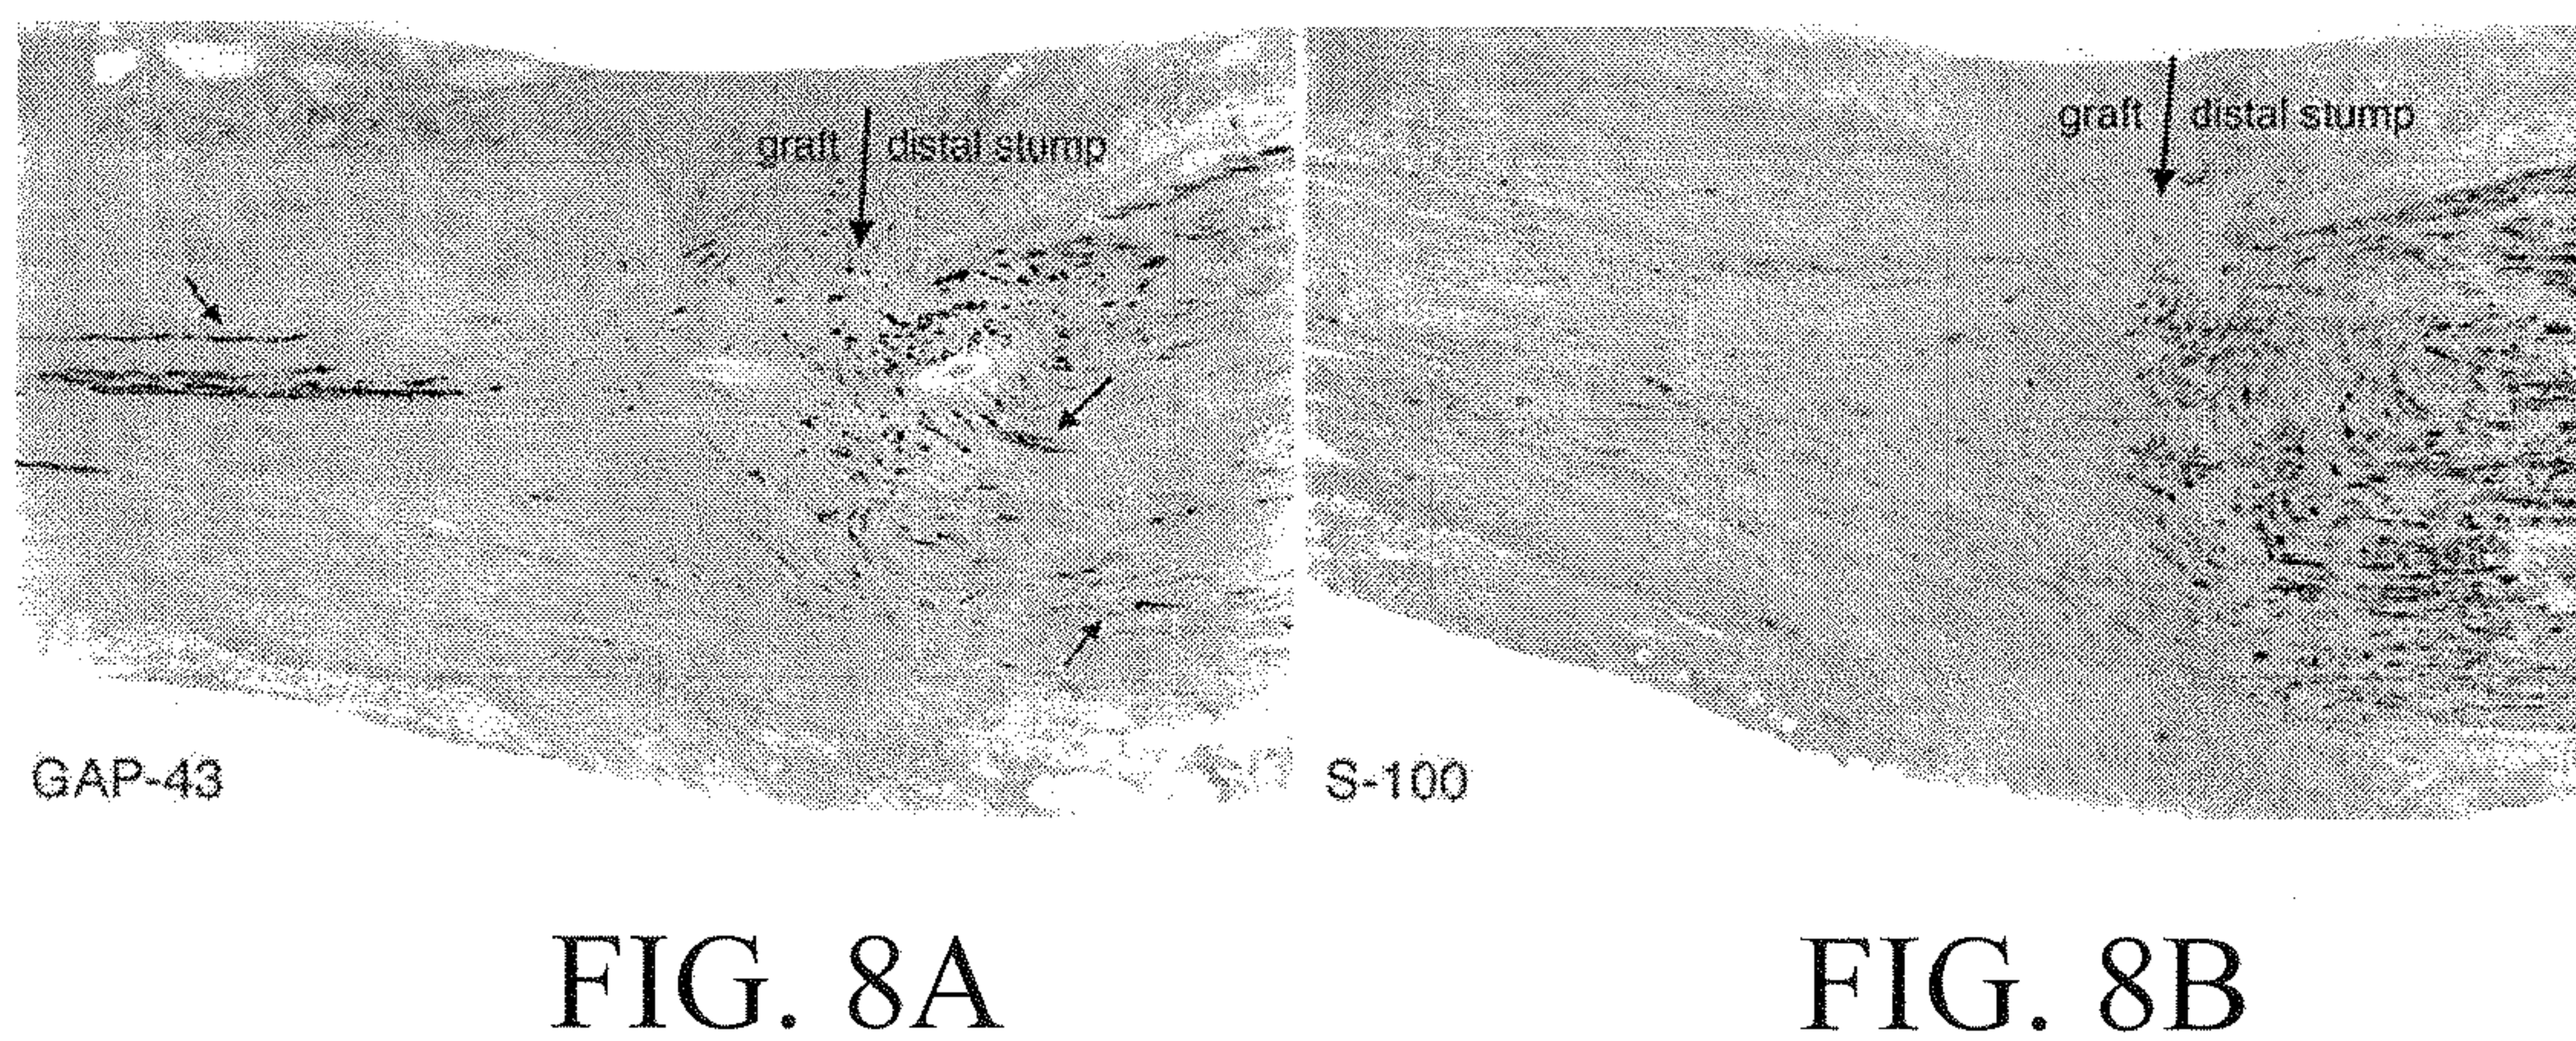 graft distal stump
GAP-43
FIG. 8A
graft distal stump
S-100
FIG. 8B